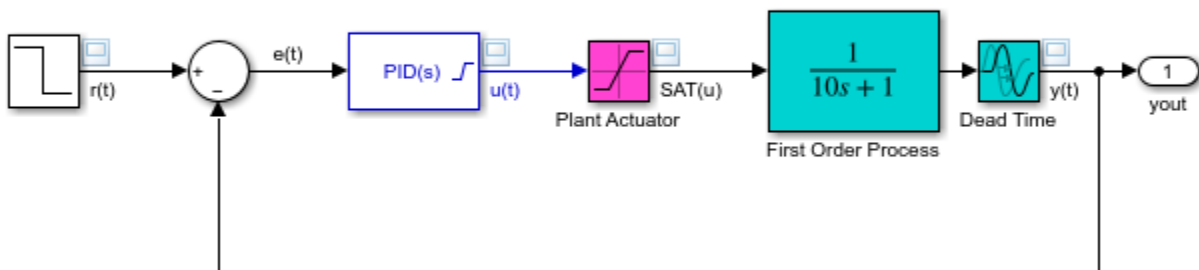 e(t)
+
−
PID(s)
r(t)
u(t)
SAT(u)
1
10s + 1
y(t)
1
Plant Actuator
Dead Time
yout
First Order Process